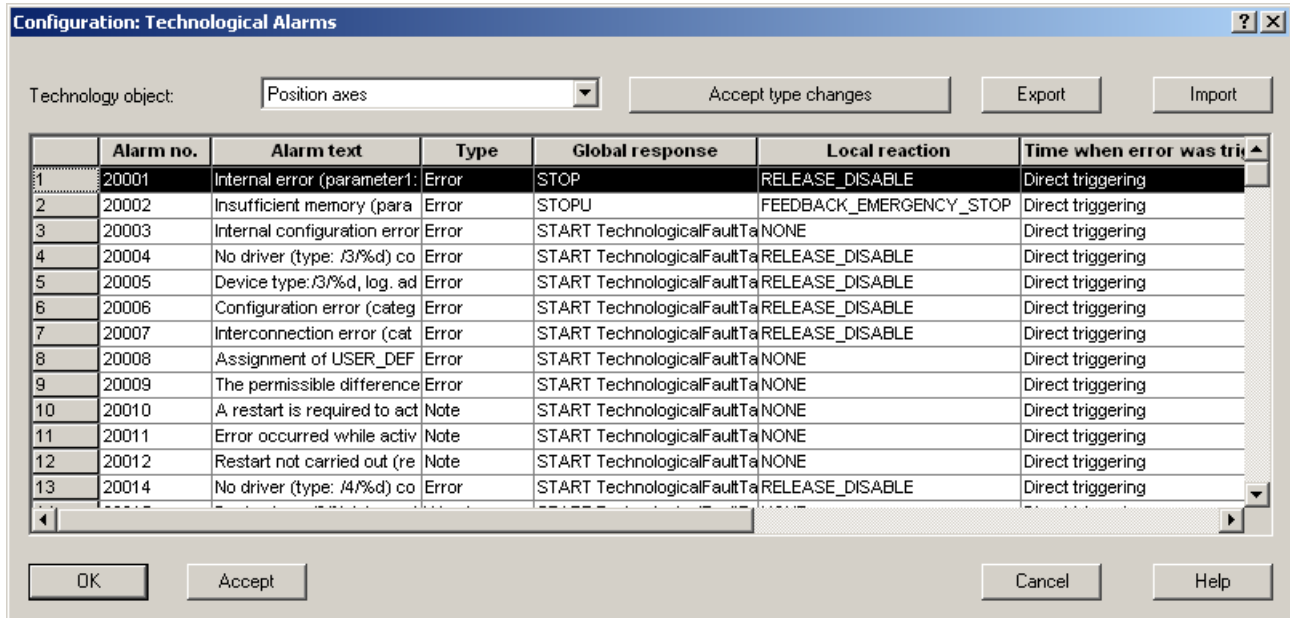 Configuration: Technological Alarms
Technology object: Position axes Accept type changes Export Import
Alarm no. Alarm text Type Global response Local reaction Time when error was trig
1 20001 Internal error (parameter1: Error STOP RELEASE_DISABLE Direct triggering
2 20002 Insufficient memory (para Error STOPU FEEDBACK_EMERGENCY_STOP Direct triggering
3 20003 Internal configuration error Error START TechnologicalFaultTa NONE Direct triggering
4 20004 No driver (type: /3/%d) co Error START TechnologicalFaultTa RELEASE_DISABLE Direct triggering
5 20005 Device type:/3/%d, log. ad Error START TechnologicalFaultTa RELEASE_DISABLE Direct triggering
6 20006 Configuration error (categ Error START TechnologicalFaultTa RELEASE_DISABLE Direct triggering
7 20007 Interconnection error (cat Error START TechnologicalFaultTa RELEASE_DISABLE Direct triggering
8 20008 Assignment of USER_DEF Error START TechnologicalFaultTa NONE Direct triggering
9 20009 The permissible difference Error START TechnologicalFaultTa NONE Direct triggering
10 20010 A restart is required to act Note START TechnologicalFaultTa NONE Direct triggering
11 20011 Error occurred while activ Note START TechnologicalFaultTa NONE Direct triggering
12 20012 Restart not carried out (re Note START TechnologicalFaultTa NONE Direct triggering
13 20014 No driver (type: /4/%d) co Error START TechnologicalFaultTa RELEASE_DISABLE Direct triggering
OK Accept Cancel Help